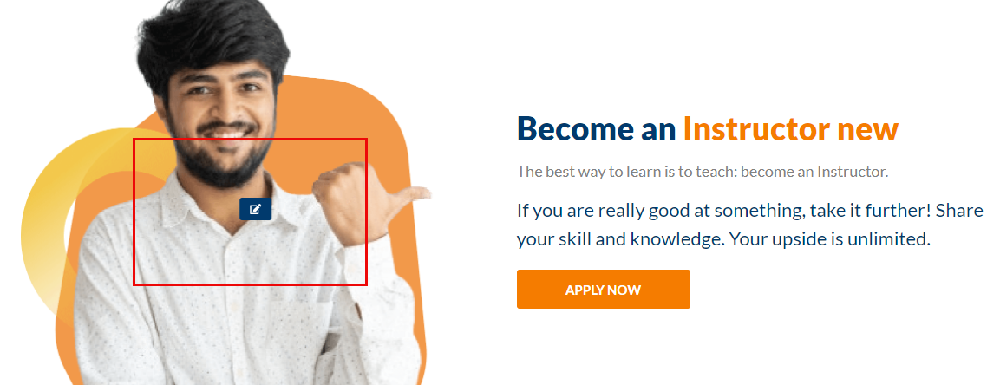 Become an Instructor new
The best way to learn is to teach: become an Instructor.
If you are really good at something, take it further! Share
your skill and knowledge. Your upside is unlimited.
APPLY NOW